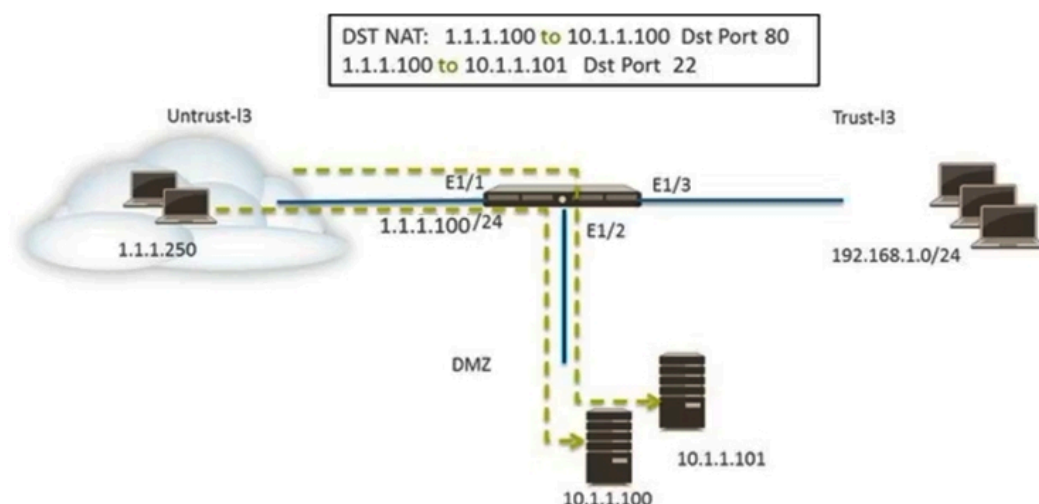 DST NAT: 1.1.1.100 to 10.1.1.100 Dst Port 80
1.1.1.100 to 10.1.1.101 Dst Port 22
Untrust-l3
Trust-l3
E1/1
E1/3
1.1.1.100/24
E1/2
1.1.1.250
192.168.1.0/24
DMZ
10.1.1.101
10.1.1.100